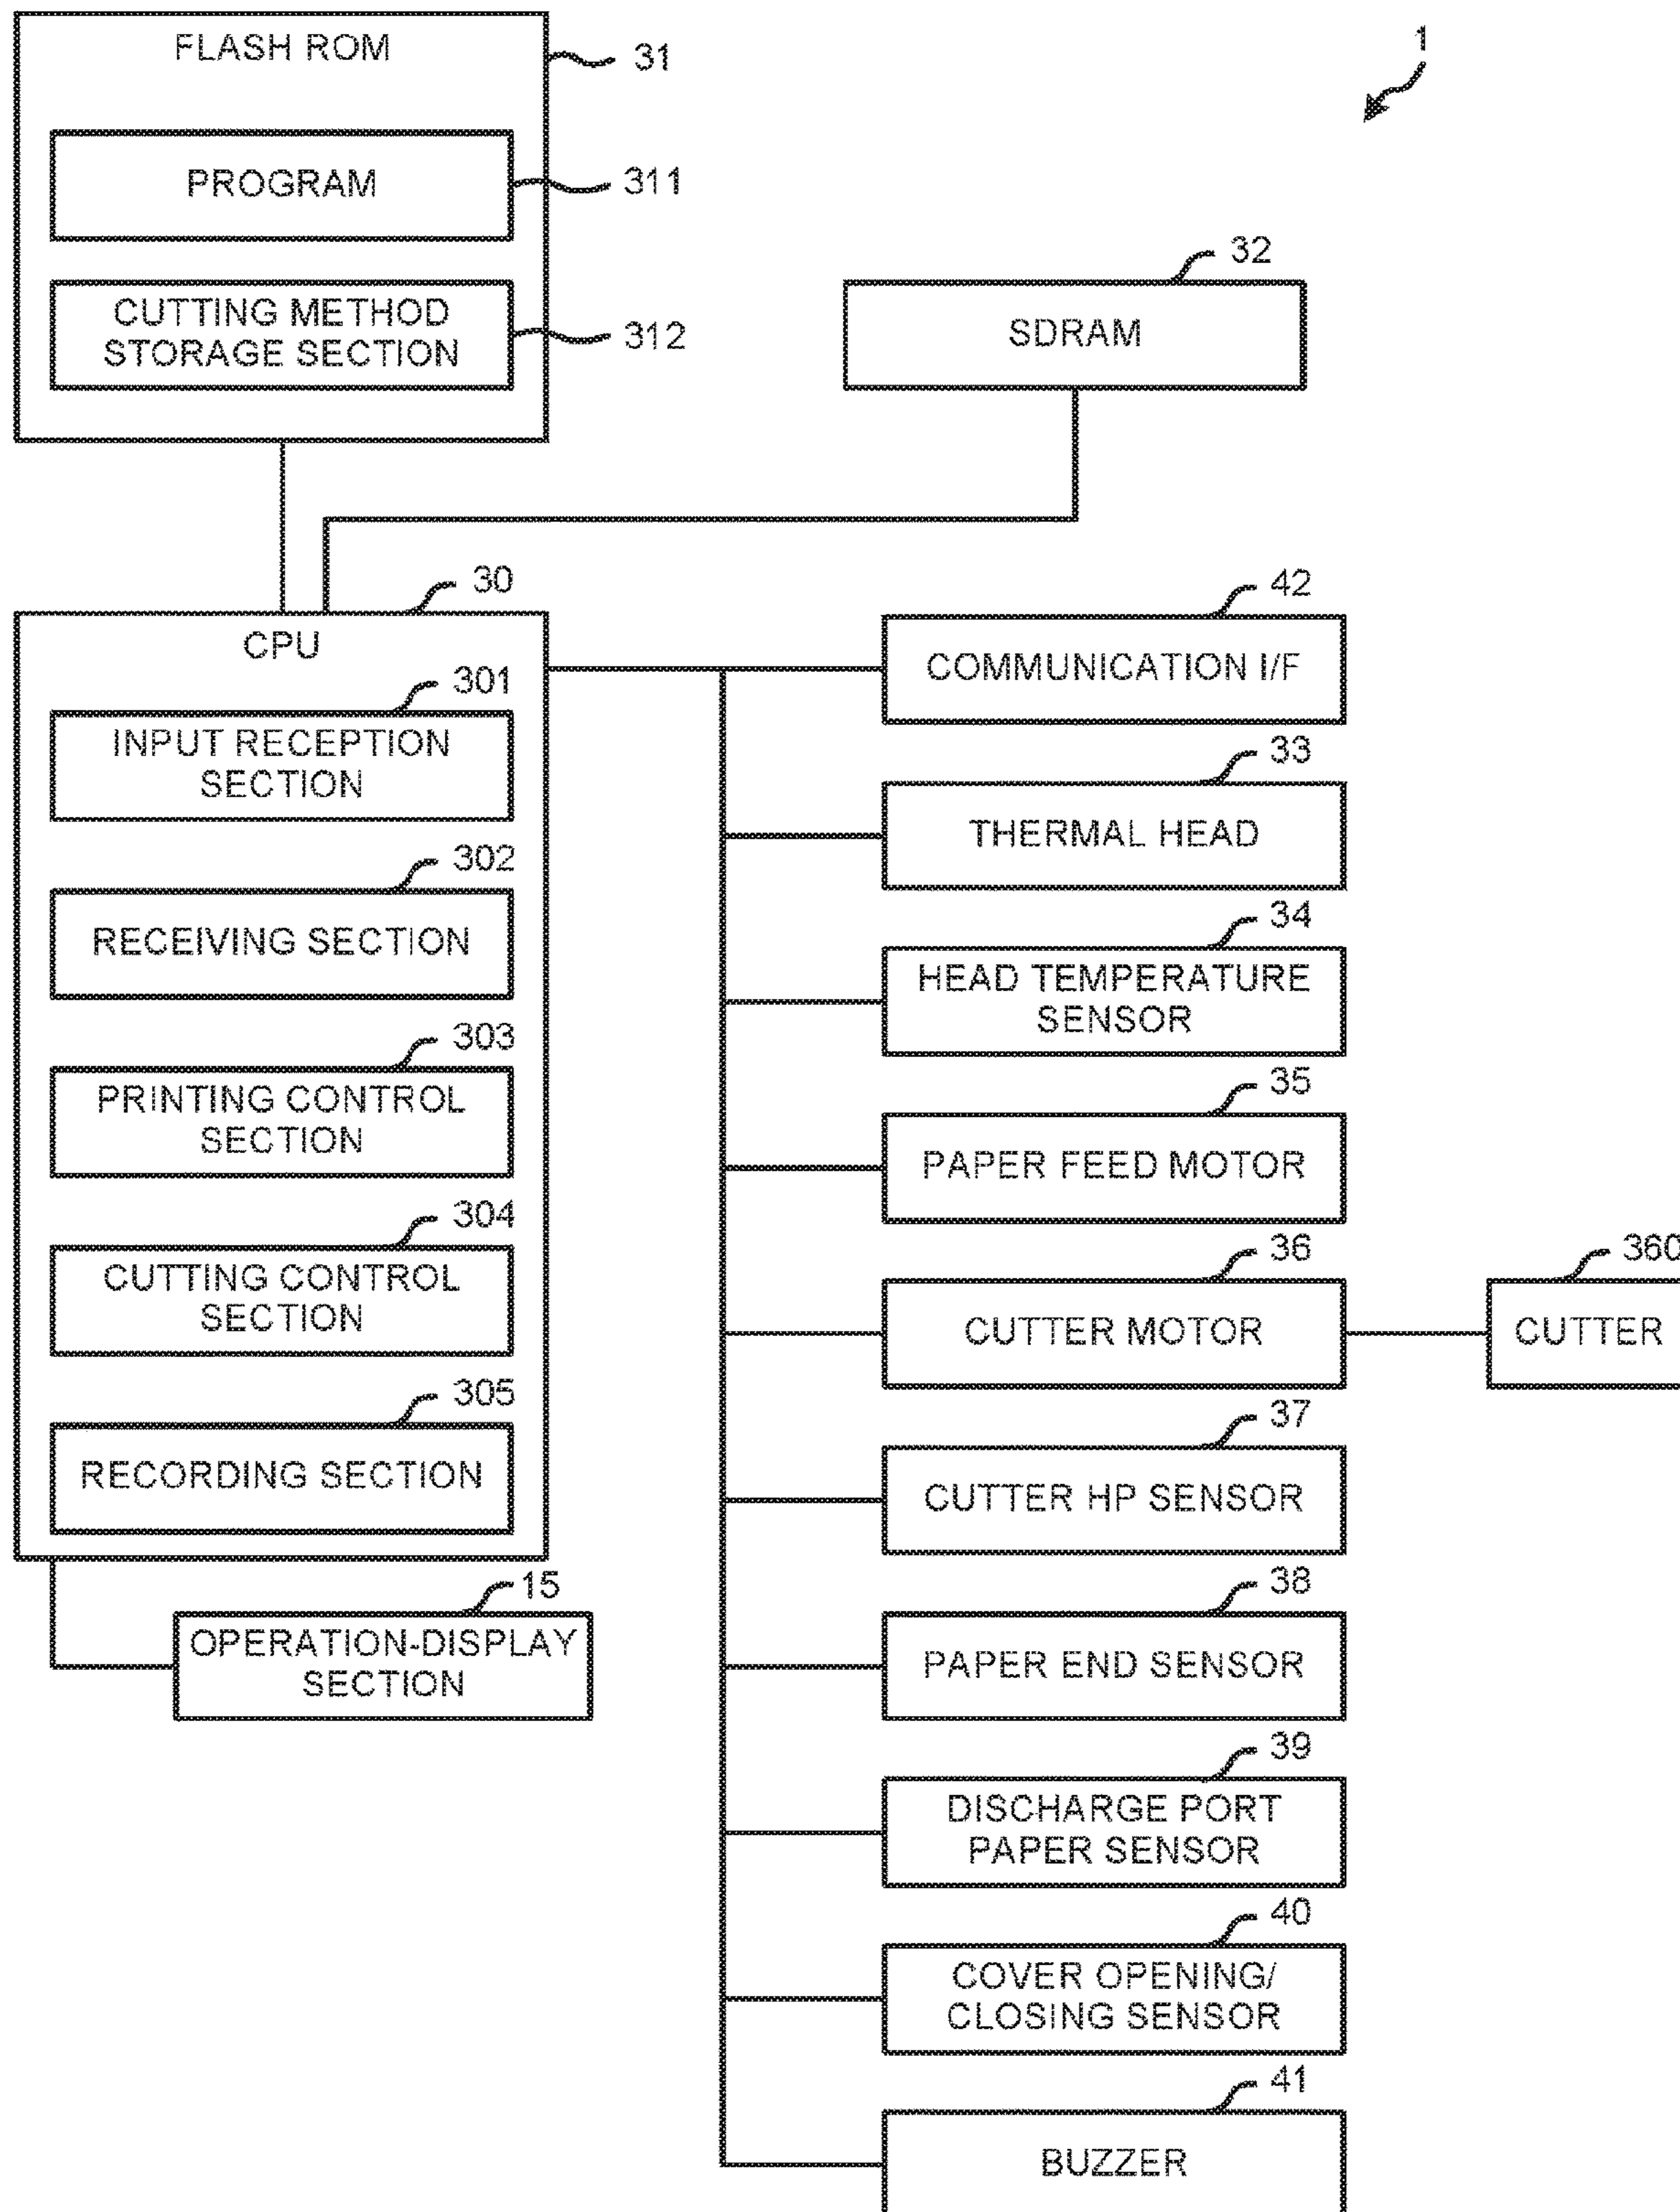 FLASH ROM
31
1
PROGRAM
311
CUTTING METHOD
STORAGE SECTION
312
32
SDRAM
30
CPU
301
INPUT RECEPTION
SECTION
302
RECEIVING SECTION
303
PRINTING CONTROL
SECTION
304
CUTTING CONTROL
SECTION
305
RECORDING SECTION
15
OPERATION-DISPLAY
SECTION
42
COMMUNICATION I/F
33
THERMAL HEAD
34
HEAD TEMPERATURE
SENSOR
35
PAPER FEED MOTOR
36
CUTTER MOTOR
360
CUTTER
37
CUTTER HP SENSOR
38
PAPER END SENSOR
39
DISCHARGE PORT
PAPER SENSOR
40
COVER OPENING/
CLOSING SENSOR
41
BUZZER